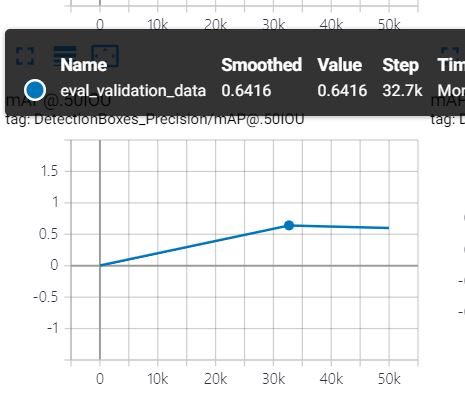 0 10k 20k 30k 40k 50k
Name Smoothed Value Step Tim
eval_validation_data 0.6416 0.6416 32.7k Mon
mAP@.50IOU mAP
tag: DetectionBoxes_Precision/mAP@.50IOU tag: D
1.5
1
0.5
0
-0.5
-1
0 10k 20k 30k 40k 50k